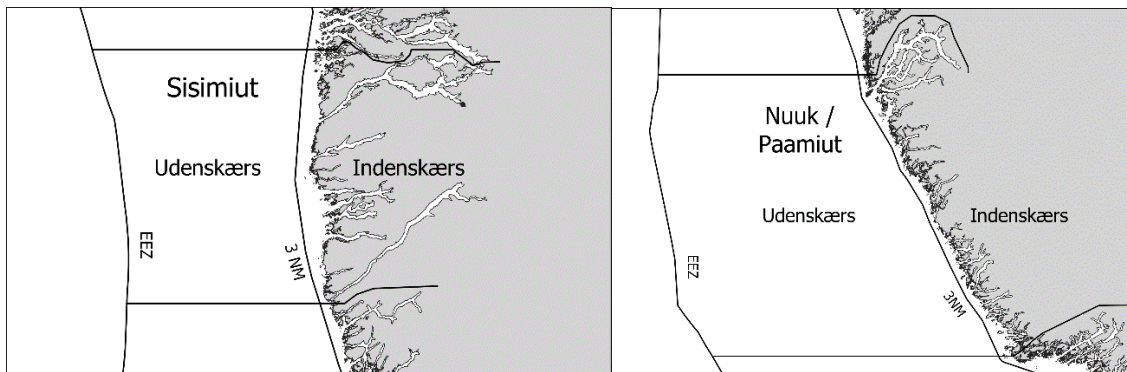 Sisimiut
Udenskærs
Indenskærs
EEZ
3 NM
Nuuk /
Paamiut
Udenskærs
Indenskærs
EEZ
3NM